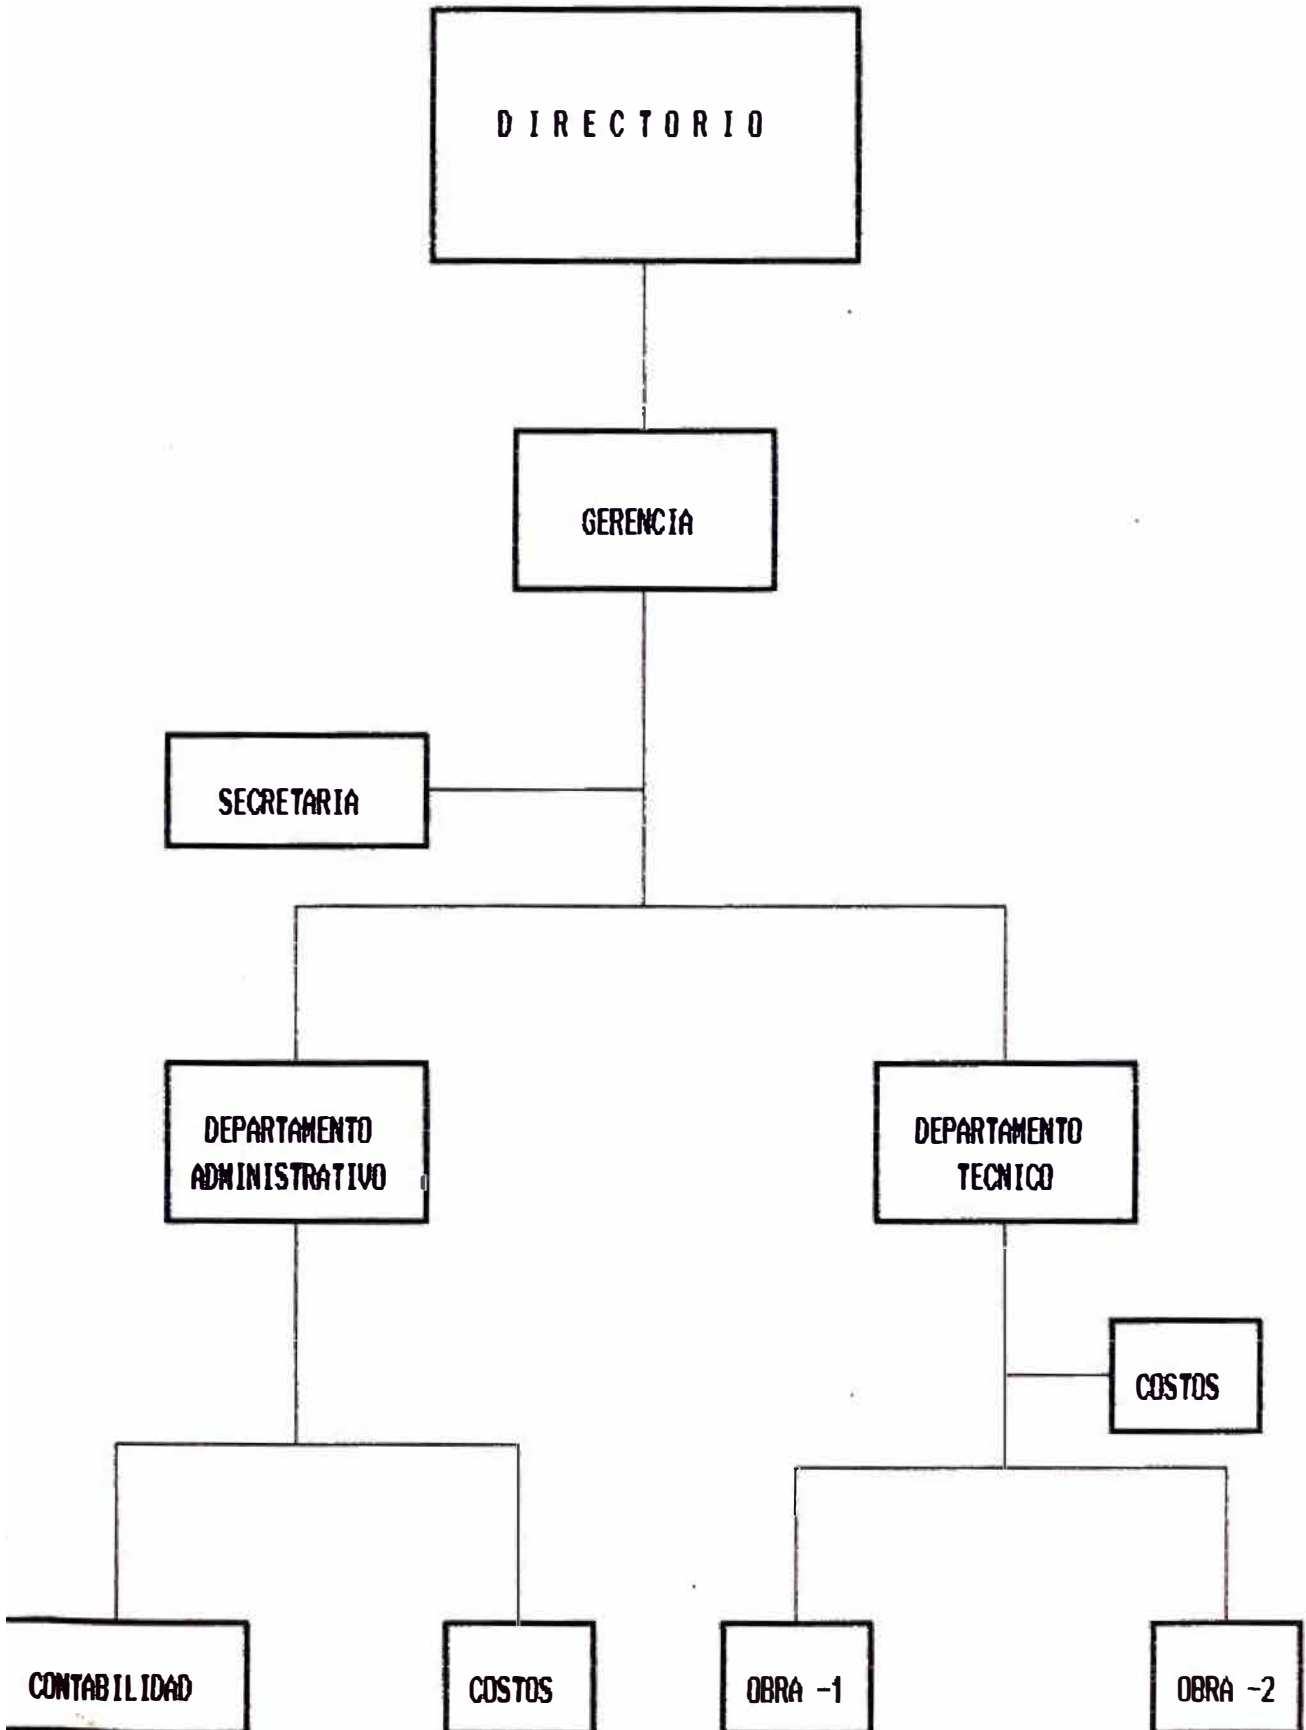 DIRECTORIO
GERENCIA
SECRETARIA
DEPARTAMENTO
ADMINISTRATIVO
DEPARTAMENTO
TECNICO
COSTOS
CONTABILIDAD
COSTOS
OBRA -1
OBRA -2